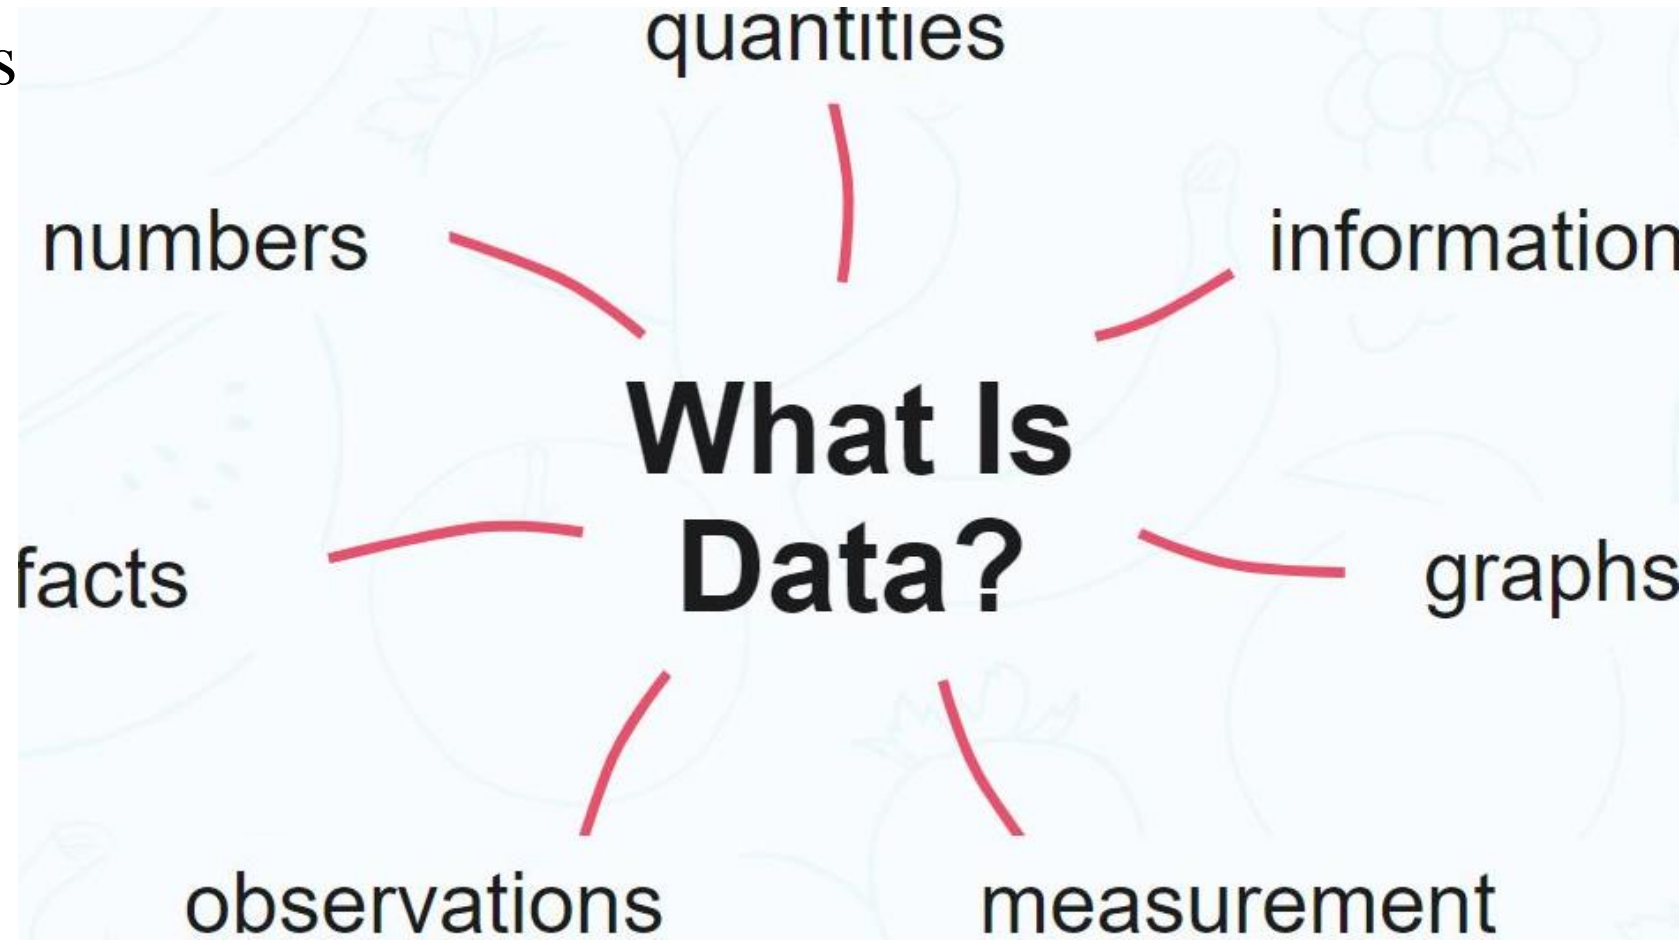 quantities
s
numbers
information
What Is
Data?
facts
graphs
observations
measurement